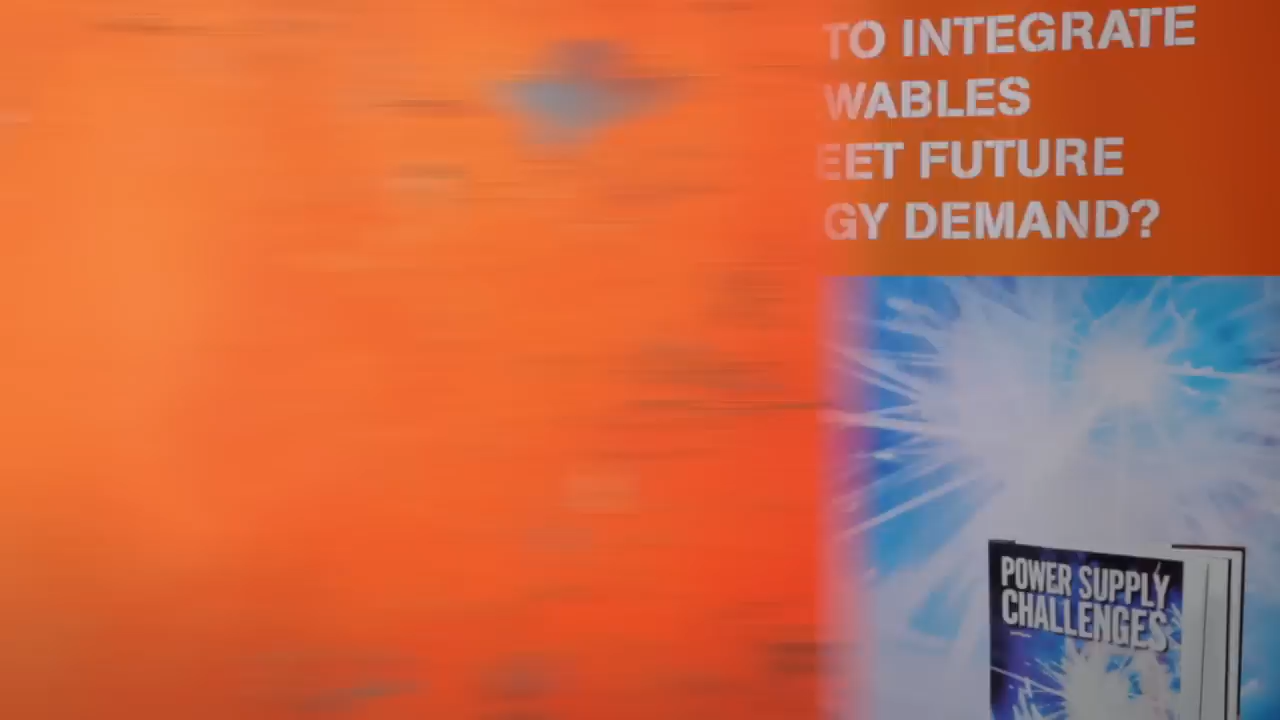 TO INTEGRATE
WABLES
EET FUTURE
GY DEMAND?
POWER SUPPLY
CHALLENGES